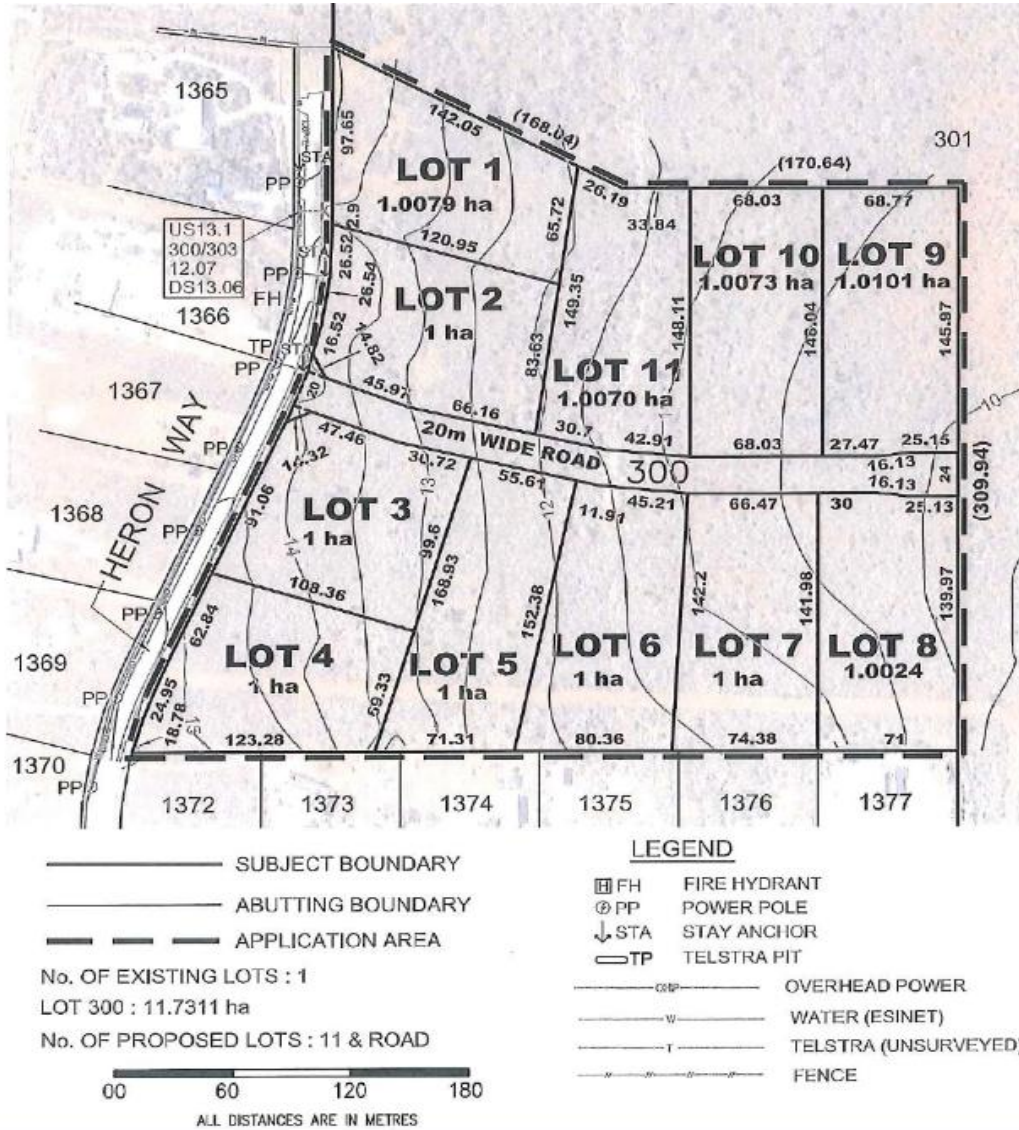 1365
97.65
142.05
(168.04)
301
STA
LOT 1
1.0079 ha
(170.64)
PP
26.19
33.84
68.03
68.77
US13.1
300/303
12.07
DS13.06
2.9
65.72
120.95
LOT 10
1.0073 ha
LOT 9
1.0101 ha
26.52
26.54
ST
PP
FH
1366
LOT 2
1 ha
149.35
83.63
148.11
146.04
145.97
16.52
14.82
TP
ST
PP
1367
20
45.97
66.16
LOT 11
1.0070 ha
10
HERON WAY
47.46
14.32
20m WIDE ROAD
30.7
42.91
68.03
27.47
25.15
300
16.13
16.13
24
(309.94)
PP
30.72
55.61
11.91
45.21
66.47
30
25.13
13
12
1368
91.06
LOT 3
1 ha
14
99.6
168.93
152.38
142.2
141.98
139.97
PP
108.36
PP
62.84
1369
LOT 4
1 ha
LOT 5
1 ha
LOT 6
1 ha
LOT 7
1 ha
LOT 8
1.0024
PP
24.95
18.78
13
59.33
123.28
71.31
80.36
74.38
71
1370
PP
1372
1373
1374
1375
1376
1377
SUBJECT BOUNDARY
ABUTTING BOUNDARY
APPLICATION AREA
No. OF EXISTING LOTS : 1
LOT 300 : 11.7311 ha
No. OF PROPOSED LOTS : 11 & ROAD
00 60 120 180
ALL DISTANCES ARE IN METRES
LEGEND
H FH FIRE HYDRANT
PP POWER POLE
STA STAY ANCHOR
TP TELSTRA PIT
OHP OVERHEAD POWER
W WATER (ESINET)
T TELSTRA (UNSURVEYED)
FENCE